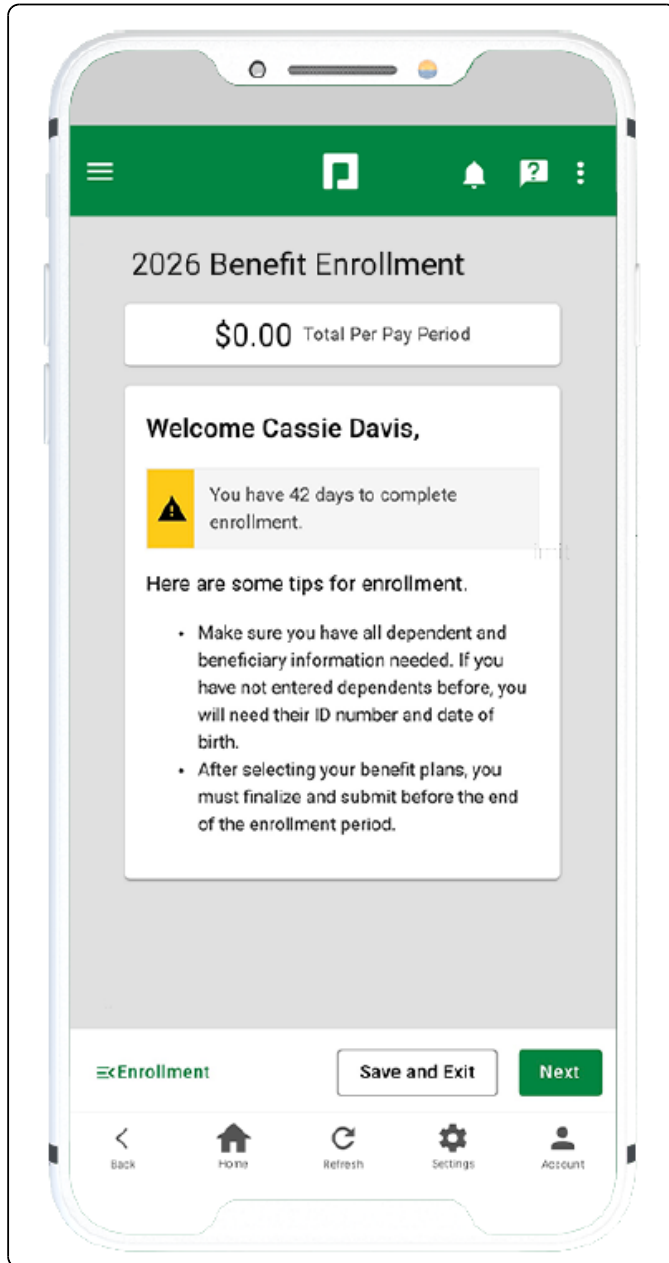 2026 Benefit Enrollment
$0.00 Total Per Pay Period
Welcome Cassie Davis,
You have 42 days to complete
enrollment.
Here are some tips for enrollment.
• Make sure you have all dependent and
beneficiary information needed. If you
have not entered dependents before, you
will need their ID number and date of
birth.
• After selecting your benefit plans, you
must finalize and submit before the end
of the enrollment period.
Enrollment Save and Exit Next
Back Home Refresh Settings Account